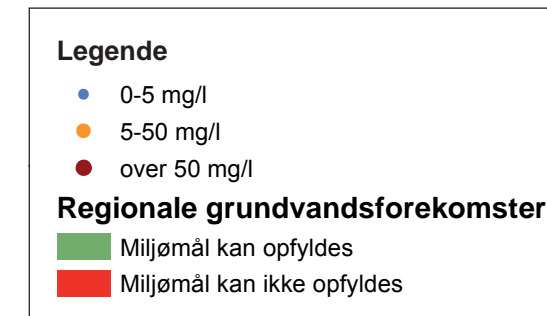 Legende
0-5 mg/l
5-50 mg/l
over 50 mg/l
Regionale grundvandsforekomster
Miljømål kan opfyldes
Miljømål kan ikke opfyldes